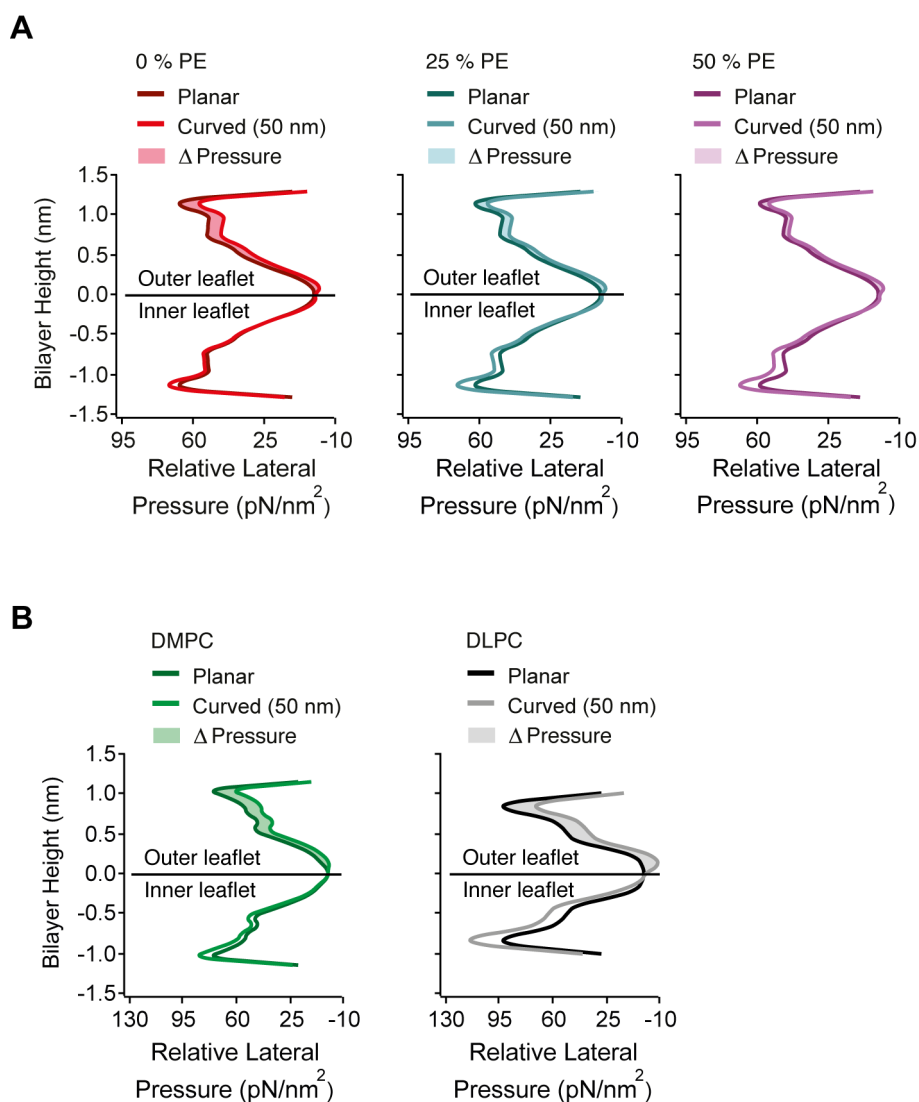 A
0 % PE
Planar
Curved (50 nm)
Δ Pressure
25 % PE
Planar
Curved (50 nm)
Δ Pressure
50 % PE
Planar
Curved (50 nm)
Δ Pressure
Bilayer Height (nm)
1.5
1.0
0.5
0.0
-0.5
-1.0
-1.5
Outer leaflet
Inner leaflet
Outer leaflet
Inner leaflet
95 60 25 -10
95 60 25 -10
95 60 25 -10
Relative Lateral
Pressure (pN/nm²)
Relative Lateral
Pressure (pN/nm²)
Relative Lateral
Pressure (pN/nm²)
B
DMPC
Planar
Curved (50 nm)
Δ Pressure
DLPC
Planar
Curved (50 nm)
Δ Pressure
Bilayer Height (nm)
1.5
1.0
0.5
0.0
-0.5
-1.0
-1.5
Outer leaflet
Inner leaflet
Outer leaflet
Inner leaflet
130 95 60 25 -10
130 95 60 25 -10
Relative Lateral
Pressure (pN/nm²)
Relative Lateral
Pressure (pN/nm²)